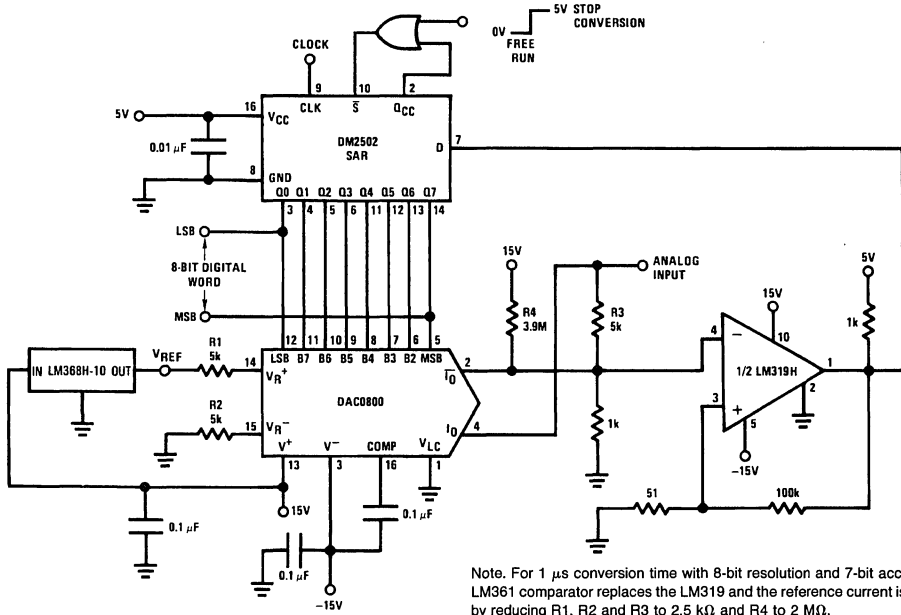 5V STOP
CONVERSION
0V
FREE
RUN
CLOCK
9
10
2
CLK
S̅
QCC
5V
16
VCC
DM2502
SAR
D
7
0.01 µF
8
GND
Q0 Q1 Q2 Q3 Q4 Q5 Q6 Q7
3 4 5 6 11 12 13 14
LSB
8-BIT DIGITAL
WORD
MSB
15V
R4
3.9M
ANALOG
INPUT
R3
5k
5V
1k
15V
10
4
−
1/2 LM319H
1
2
3
+
5
-15V
12 11 10 9 8 7 6 5
LSB B7 B6 B5 B4 B3 B2 MSB
IN LM368H-10 OUT
VREF
R1
5k
14
VR+
I̅O̅
2
DAC0800
R2
5k
15
VR−
IO
4
V+
V−
COMP
VLC
13
3
16
1
1k
51
100k
15V
0.1 µF
0.1 µF
0.1 µF
-15V
Note. For 1 µs conversion time with 8-bit resolution and 7-bit acc
LM361 comparator replaces the LM319 and the reference current is
by reducing R1, R2 and R3 to 2.5 kΩ and R4 to 2 MΩ.